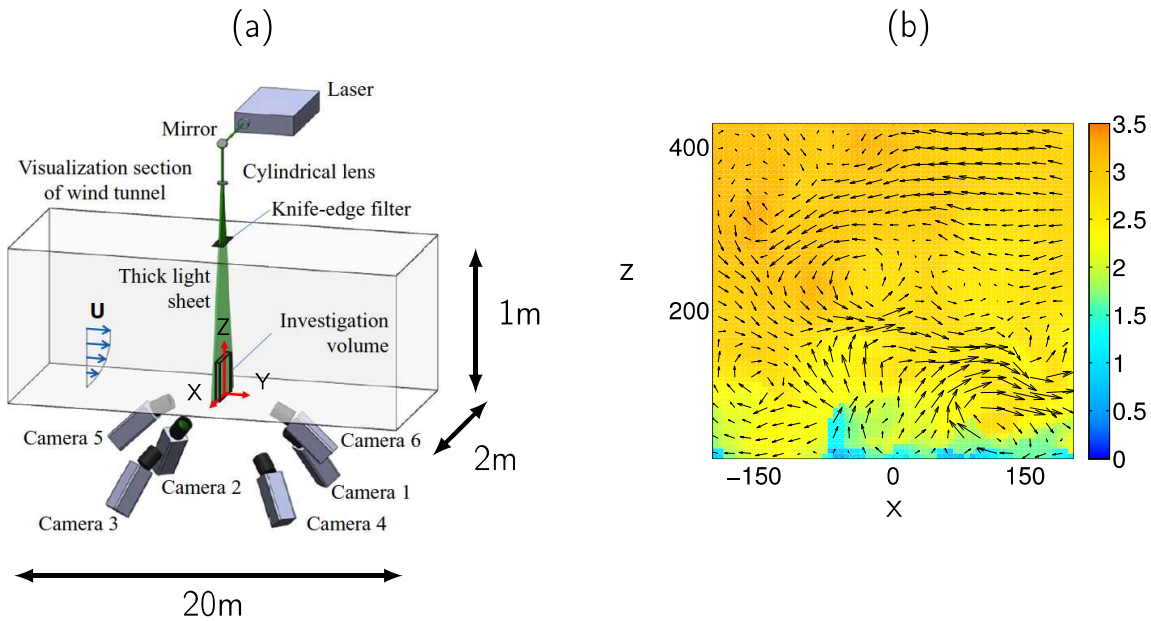 (a)
Laser
Mirror
Visualization section
of wind tunnel
Cylindrical lens
Knife-edge filter
Thick light
sheet
U
Z
Investigation
volume
X
Y
1m
Camera 5
Camera 6
2m
Camera 2
Camera 1
Camera 3
Camera 4
20m
(b)
400
200
z
-150
0
150
x
3.5
3
2.5
2
1.5
1
0.5
0